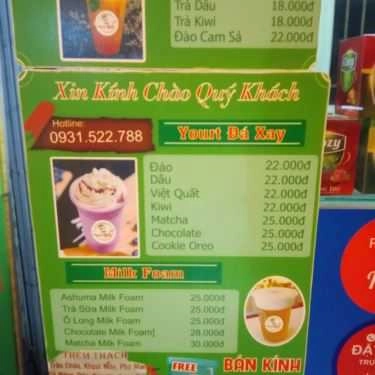 Trà Dâu 18.000đ
Trà Kiwi 18.000đ
Đào Cam Sả 22.000đ
Xin Kính Chào Quý Khách
Hotline:
0931.522.788
Yourt Đá Xay
Đào 22.000đ
Dâu 22.000đ
Việt Quất 22.000đ
Kiwi 22.000đ
Matcha 25.000đ
Chocolate 25.000đ
Cookie Oreo 25.000đ
Milk Foam
Ashuma Milk Foam 25.000đ
Trà Sữa Milk Foam 25.000đ
Ô Long Milk Foam 25.000đ
Chocolate Milk Foam] 28.000đ
Matcha Milk Foam 30.000đ
THÊM THẠCH
FREE
BÁN KÍNH
ĐẶ
TRU